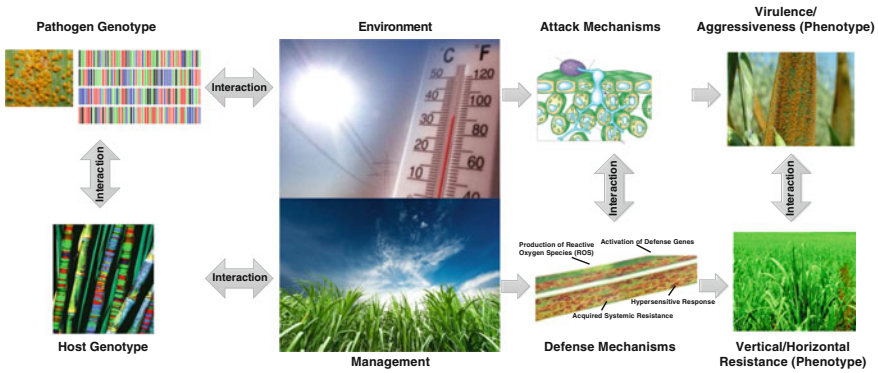 Pathogen Genotype
Environment
Attack Mechanisms
Virulence/
Aggressiveness (Phenotype)
°C °F
50 120
40 100
30 80
20 60
10 40
Interaction
Interaction
Interaction
Interaction
Interaction
Production of Reactive
Oxygen Species (ROS)
Activation of Defense Genes
Hypersensitive Response
Acquired Systemic Resistance
Host Genotype
Management
Defense Mechanisms
Vertical/Horizontal
Resistance (Phenotype)